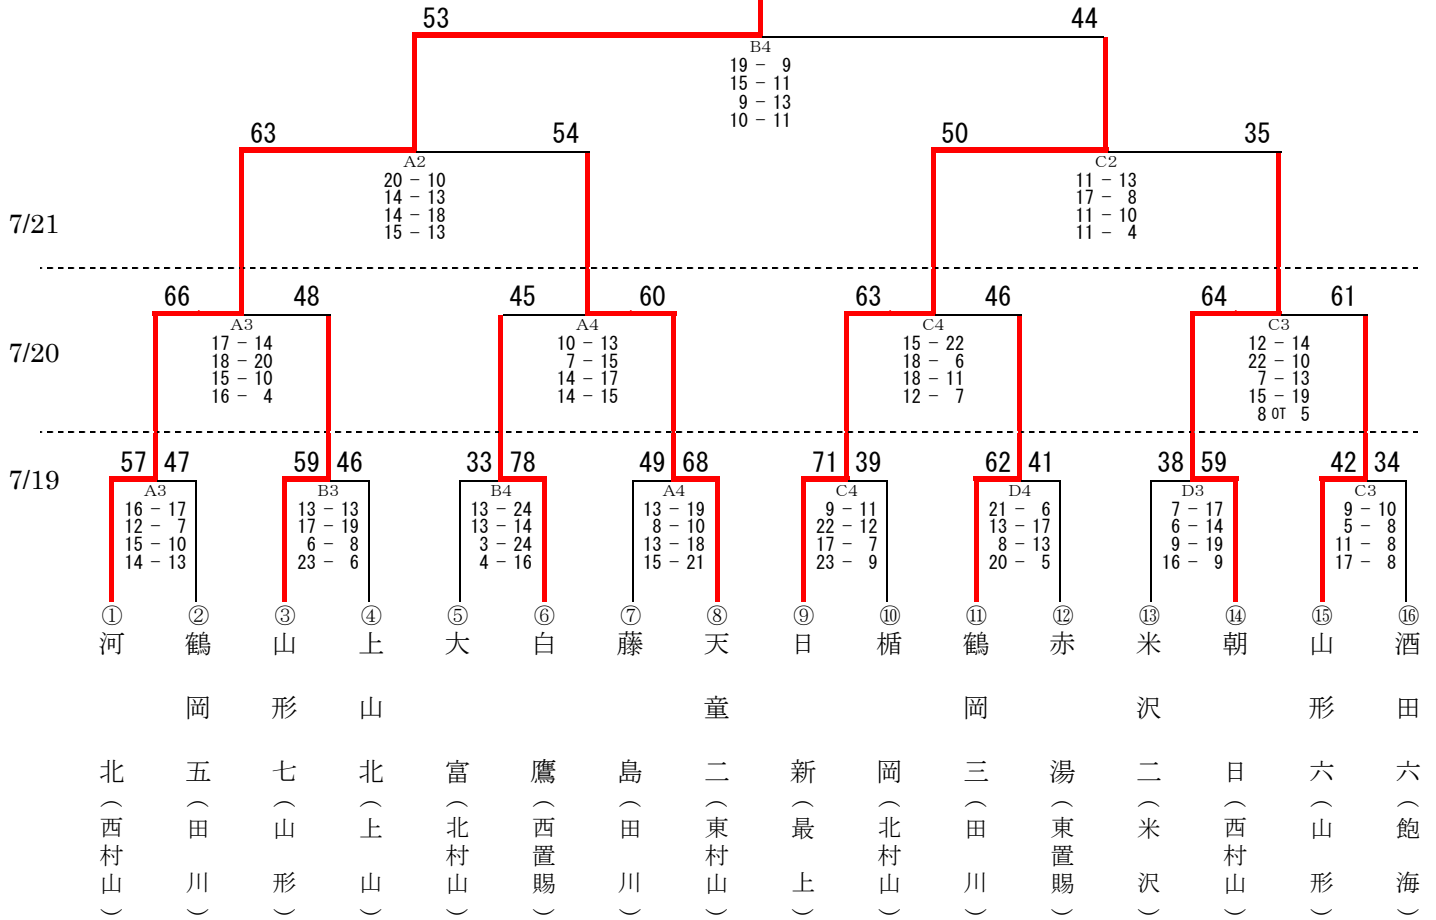 53 44
B4
19 - 9
15 - 11
9 - 13
10 - 11
63 54 50 35
A2 C2
20 - 10 11 - 13
14 - 13 17 - 8
14 - 18 11 - 10
15 - 13 11 - 4
7/21
66 48 45 60 63 46 64 61
A3 A4 C4 C3
17 - 14 10 - 13 15 - 22 12 - 14
18 - 20 7 - 15 18 - 6 22 - 10
15 - 10 14 - 17 18 - 11 7 - 13
16 - 4 14 - 15 12 - 7 15 - 19
8 OT 5
7/20
57 47 59 46 33 78 49 68 71 39 62 41 38 59 42 34
7/19
A3 B3 B4 A4 C4 D4 D3 C3
16 - 17 13 - 13 13 - 24 13 - 19 9 - 11 21 - 6 7 - 17 9 - 10
12 - 7 17 - 19 13 - 14 8 - 10 22 - 12 13 - 17 6 - 14 5 - 8
15 - 10 6 - 8 3 - 24 13 - 18 17 - 7 8 - 13 9 - 19 11 - 8
14 - 13 23 - 6 4 - 16 15 - 21 23 - 9 20 - 5 16 - 9 17 - 8
① ② ③ ④ ⑤ ⑥ ⑦ ⑧ ⑨ ⑩ ⑪ ⑫ ⑬ ⑭ ⑮ ⑯
河北(西村山)
鶴岡五(田川)
山形七(山形)
上山北(上山)
大富(北村山)
白鷹(西置賜)
藤島(田川)
天童二(東村山)
日新(最上)
楯岡(北村山)
鶴岡三(田川)
赤湯(東置賜)
米沢二(米沢)
朝日(西村山)
山形六(山形)
酒田六(飽海)